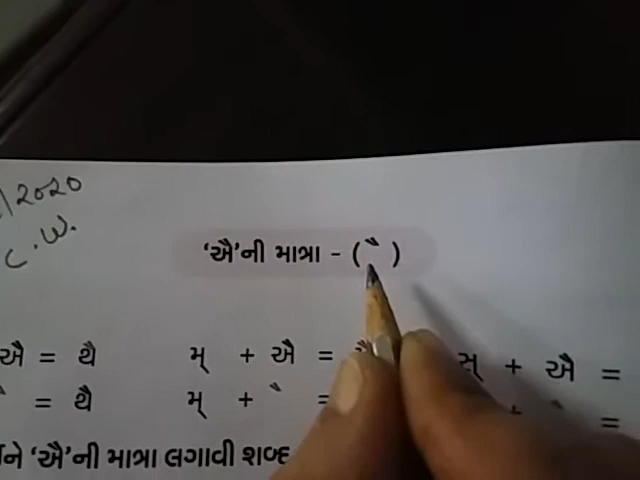 /2020
C.W.
'ઐ'ની માત્રા - ( ૈ )
ઐ = થૈ મ્ + ઐ = સ્ + ઐ =
= થૈ મ્ + ૈ = + =
'ઐ'ની માત્રા લગાવી શબ્દ